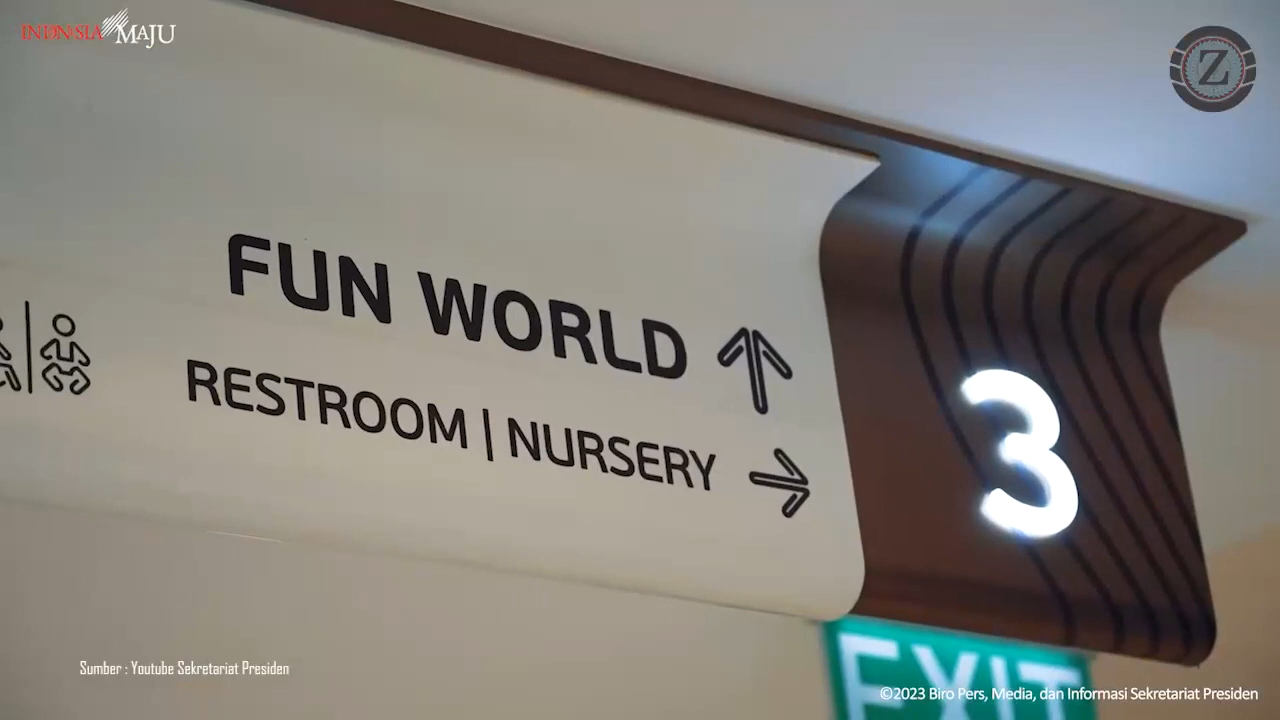 INDONESIA MAJU
Z
FUN WORLD
RESTROOM | NURSERY
3
EXIT
Sumber : Youtube Sekretariat Presiden
©2023 Biro Pers, Media, dan Informasi Sekretariat Presiden